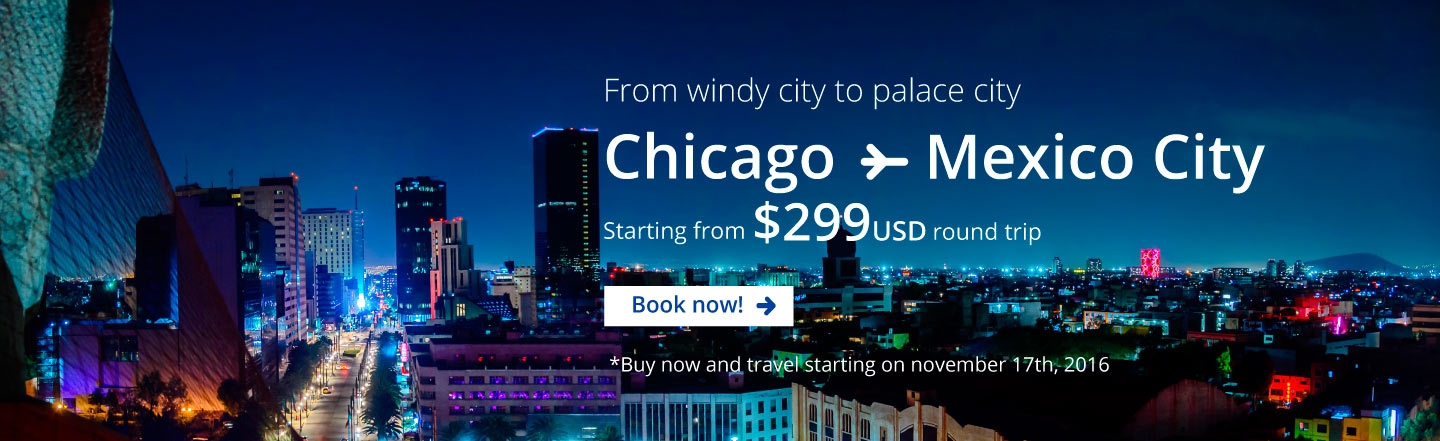 From windy city to palace city
Chicago Mexico City
Starting from $299USD round trip
Book now!
*Buy now and travel starting on november 17th, 2016